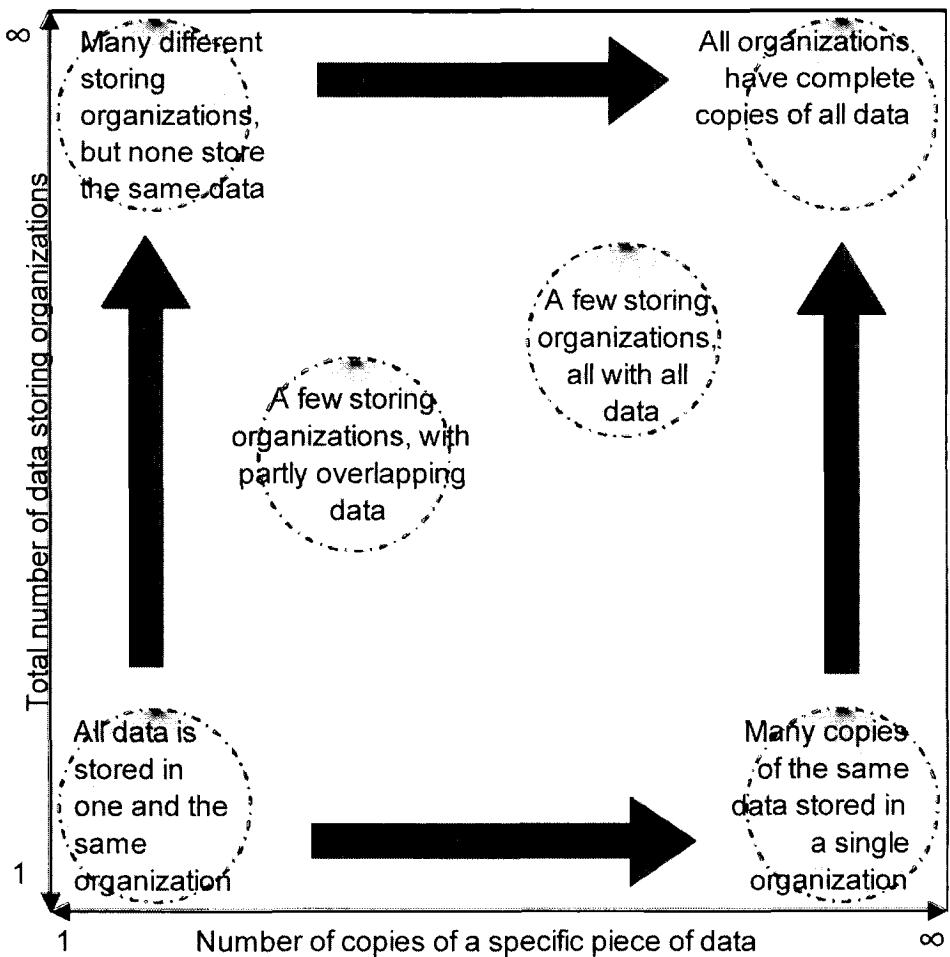 ∞
Many different
storing
organizations,
but none store
the same data
All organizations
have complete
copies of all data
A few storing
organizations,
all with all
data
A few storing
organizations, with
partly overlapping
data
Total number of data storing organizations
All data is
stored in
one and the
same
organization
Many copies
of the same
data stored in
a single
organization
1
1
Number of copies of a specific piece of data
∞